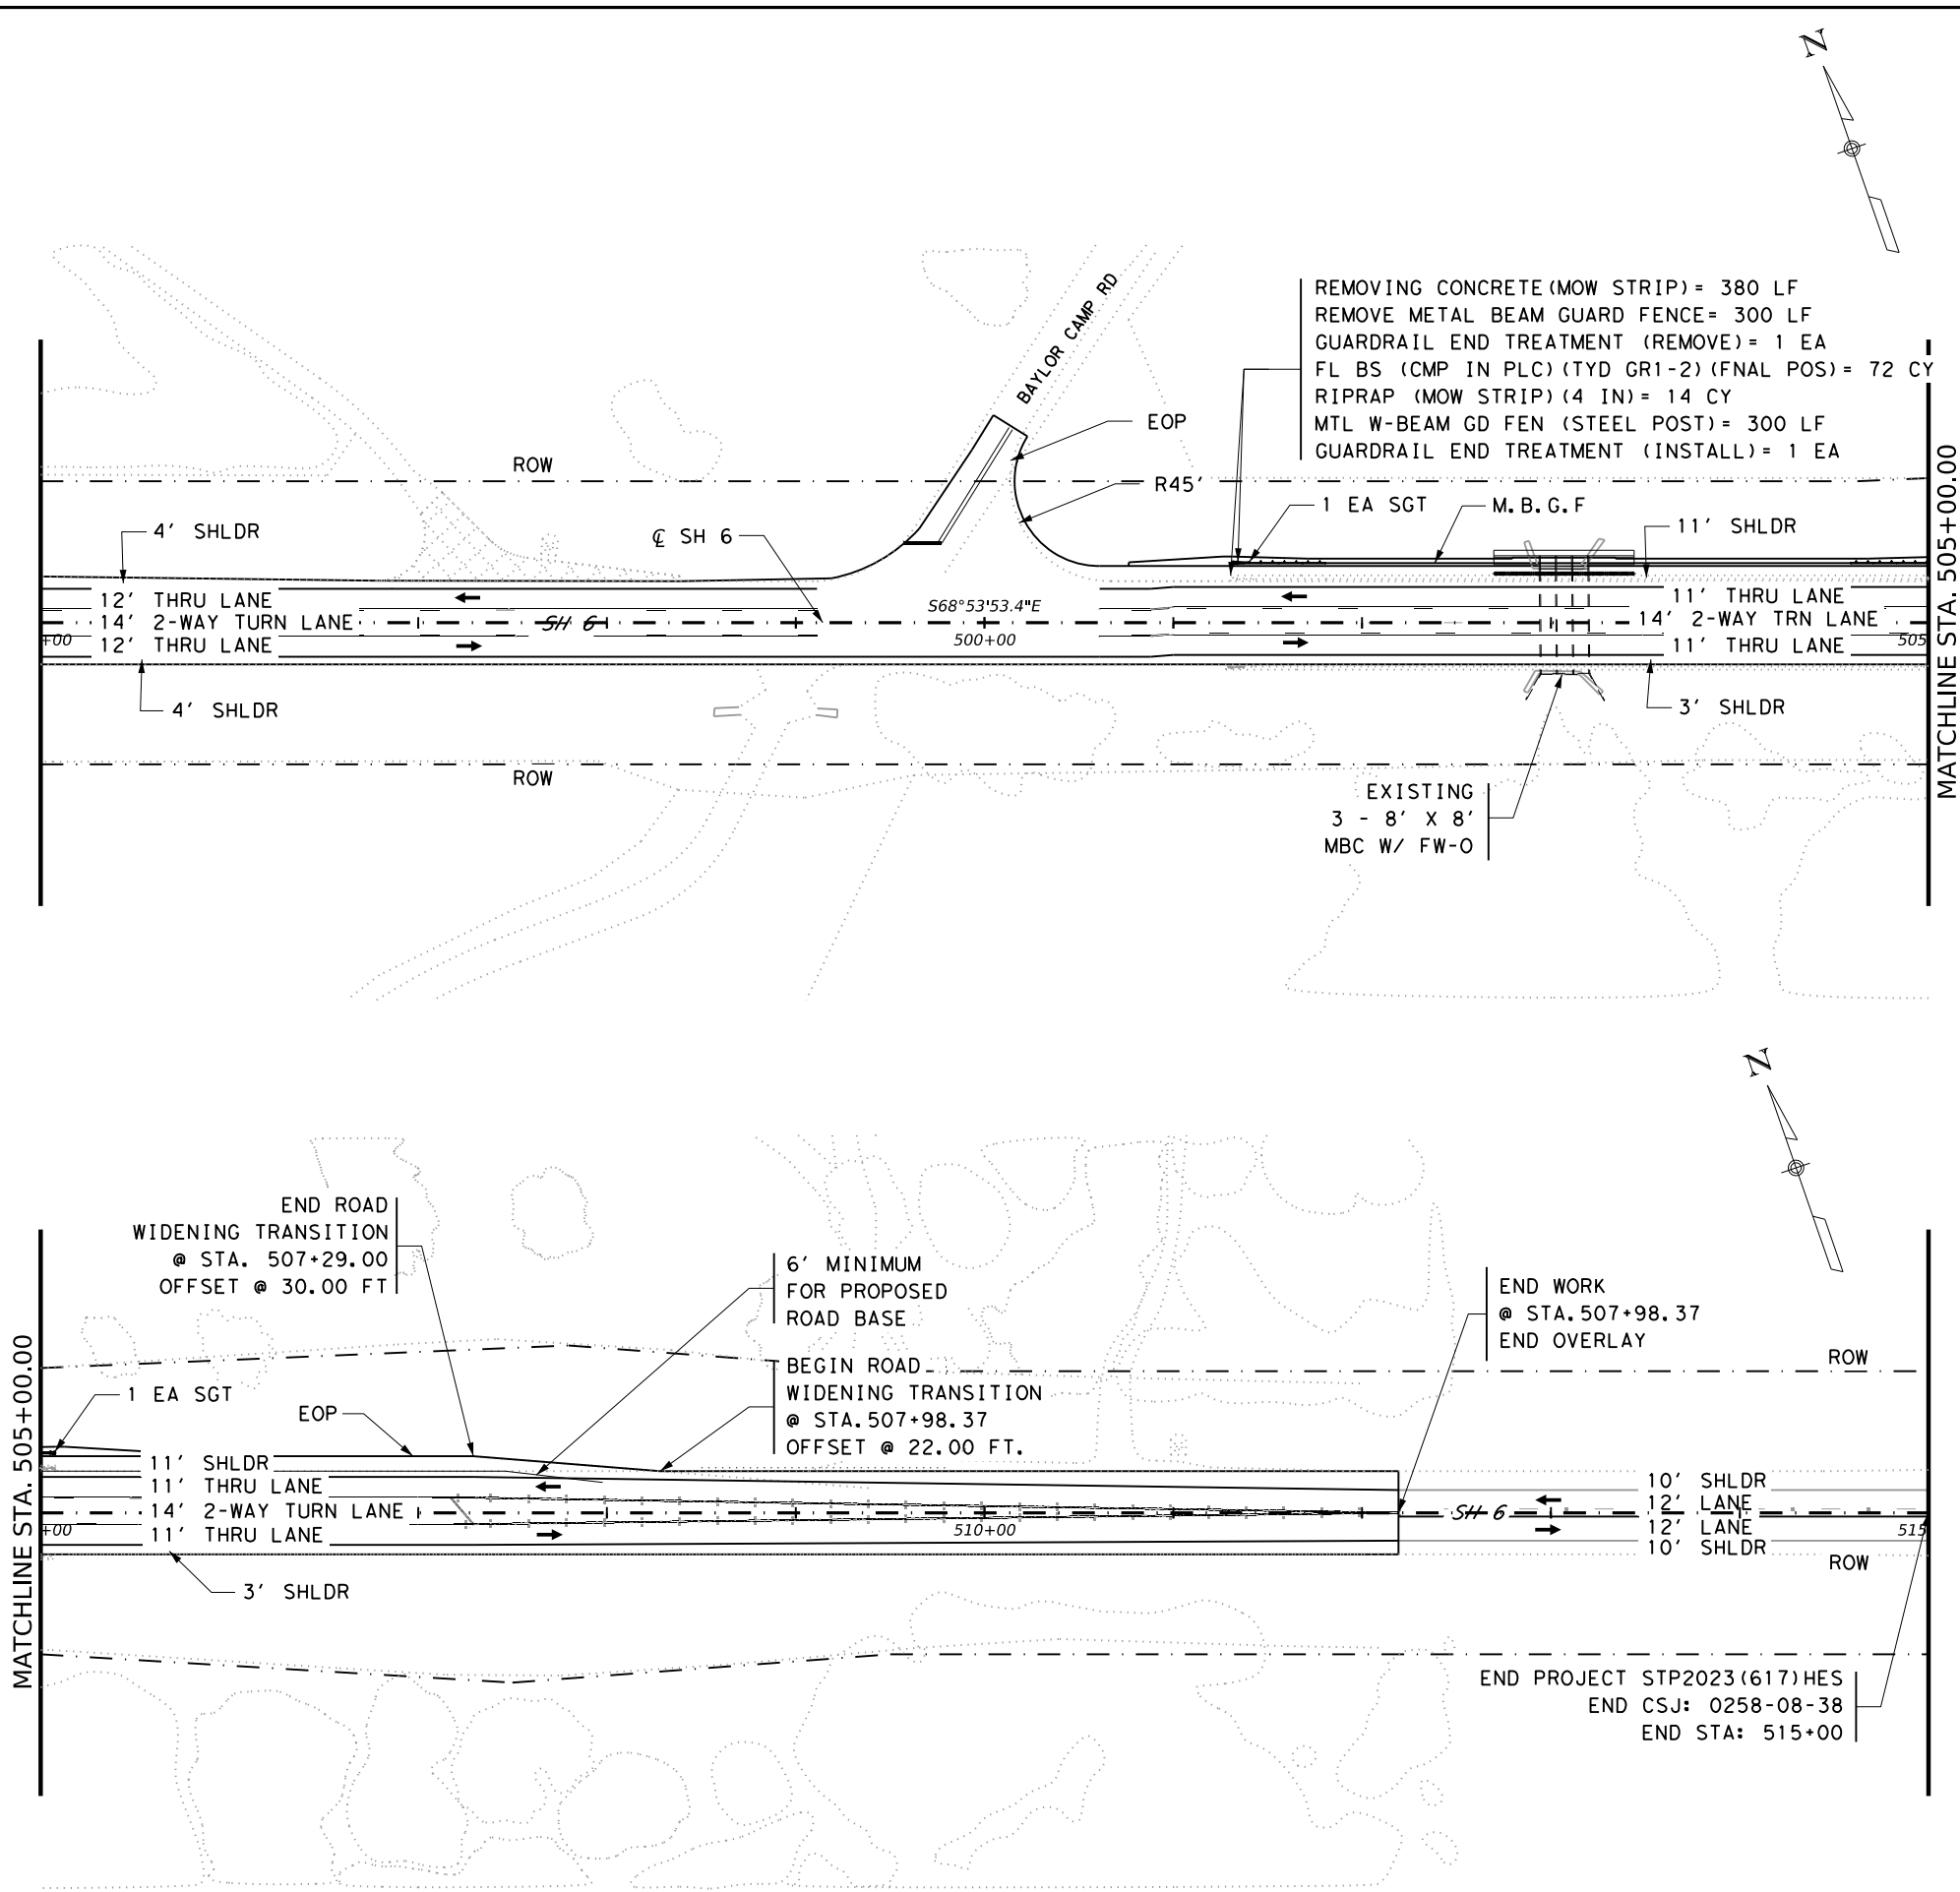 N
REMOVING CONCRETE(MOW STRIP)= 380 LF
REMOVE METAL BEAM GUARD FENCE= 300 LF
GUARDRAIL END TREATMENT (REMOVE)= 1 EA
FL BS (CMP IN PLC)(TYD GR1-2)(FNAL POS)= 72 CY
RIPRAP (MOW STRIP)(4 IN)= 14 CY
MTL W-BEAM GD FEN (STEEL POST)= 300 LF
GUARDRAIL END TREATMENT (INSTALL)= 1 EA
BAYLOR CAMP RD
EOP
ROW
R45'
1 EA SGT
M.B.G.F
11' SHLDR
4' SHLDR
℄ SH 6
12' THRU LANE
14' 2-WAY TURN LANE
12' THRU LANE
+00
SH 6
S68°53'53.4"E
500+00
11' THRU LANE
14' 2-WAY TRN LANE
11' THRU LANE
505
MATCHLINE STA. 505+00.00
4' SHLDR
3' SHLDR
ROW
EXISTING
3 - 8' X 8'
MBC W/ FW-O
N
END ROAD
WIDENING TRANSITION
@ STA. 507+29.00
OFFSET @ 30.00 FT
6' MINIMUM
FOR PROPOSED
ROAD BASE
END WORK
@ STA.507+98.37
END OVERLAY
BEGIN ROAD
WIDENING TRANSITION
@ STA.507+98.37
OFFSET @ 22.00 FT.
ROW
1 EA SGT
EOP
MATCHLINE STA. 505+00.00
11' SHLDR
11' THRU LANE
14' 2-WAY TURN LANE
11' THRU LANE
+00
510+00
SH 6
10' SHLDR
12' LANE
12' LANE
10' SHLDR
515
ROW
3' SHLDR
END PROJECT STP2023(617)HES
END CSJ: 0258-08-38
END STA: 515+00